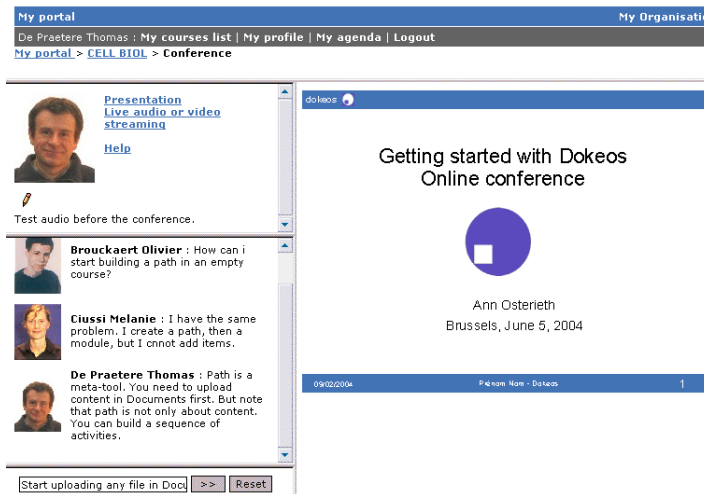 My portal
My Organisati
De Praetere Thomas : My courses list | My profile | My agenda | Logout
My portal > CELL BIOL > Conference
Presentation
Live audio or video
streaming
Help
Test audio before the conference.
Brouckaert Olivier : How can i
start building a path in an empty
course?
Ciussi Melanie : I have the same
problem. I create a path, then a
module, but I cnnot add items.
De Praetere Thomas : Path is a
meta-tool. You need to upload
content in Documents first. But note
that path is not only about content.
You can build a sequence of
activities.
Start uploading any file in Docu
>>
Reset
dokeos
Getting started with Dokeos
Online conference
Ann Osterieth
Brussels, June 5, 2004
09/02/2004
Prénom Nom - Dokeos
1